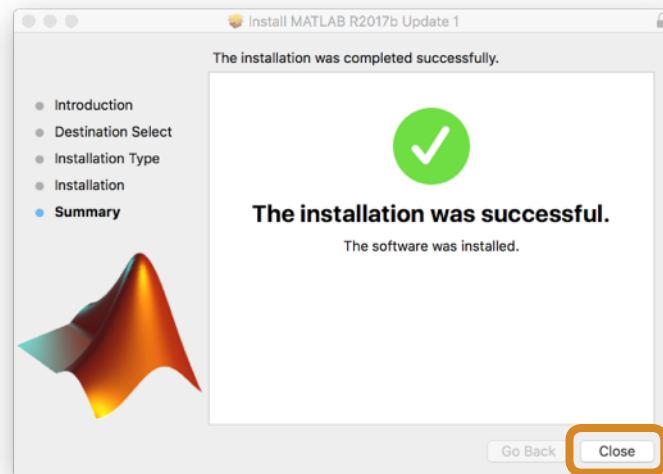 Install MATLAB R2017b Update 1
The installation was completed successfully.
Introduction
Destination Select
Installation Type
Installation
Summary
The installation was successful.
The software was installed.
Go Back
Close